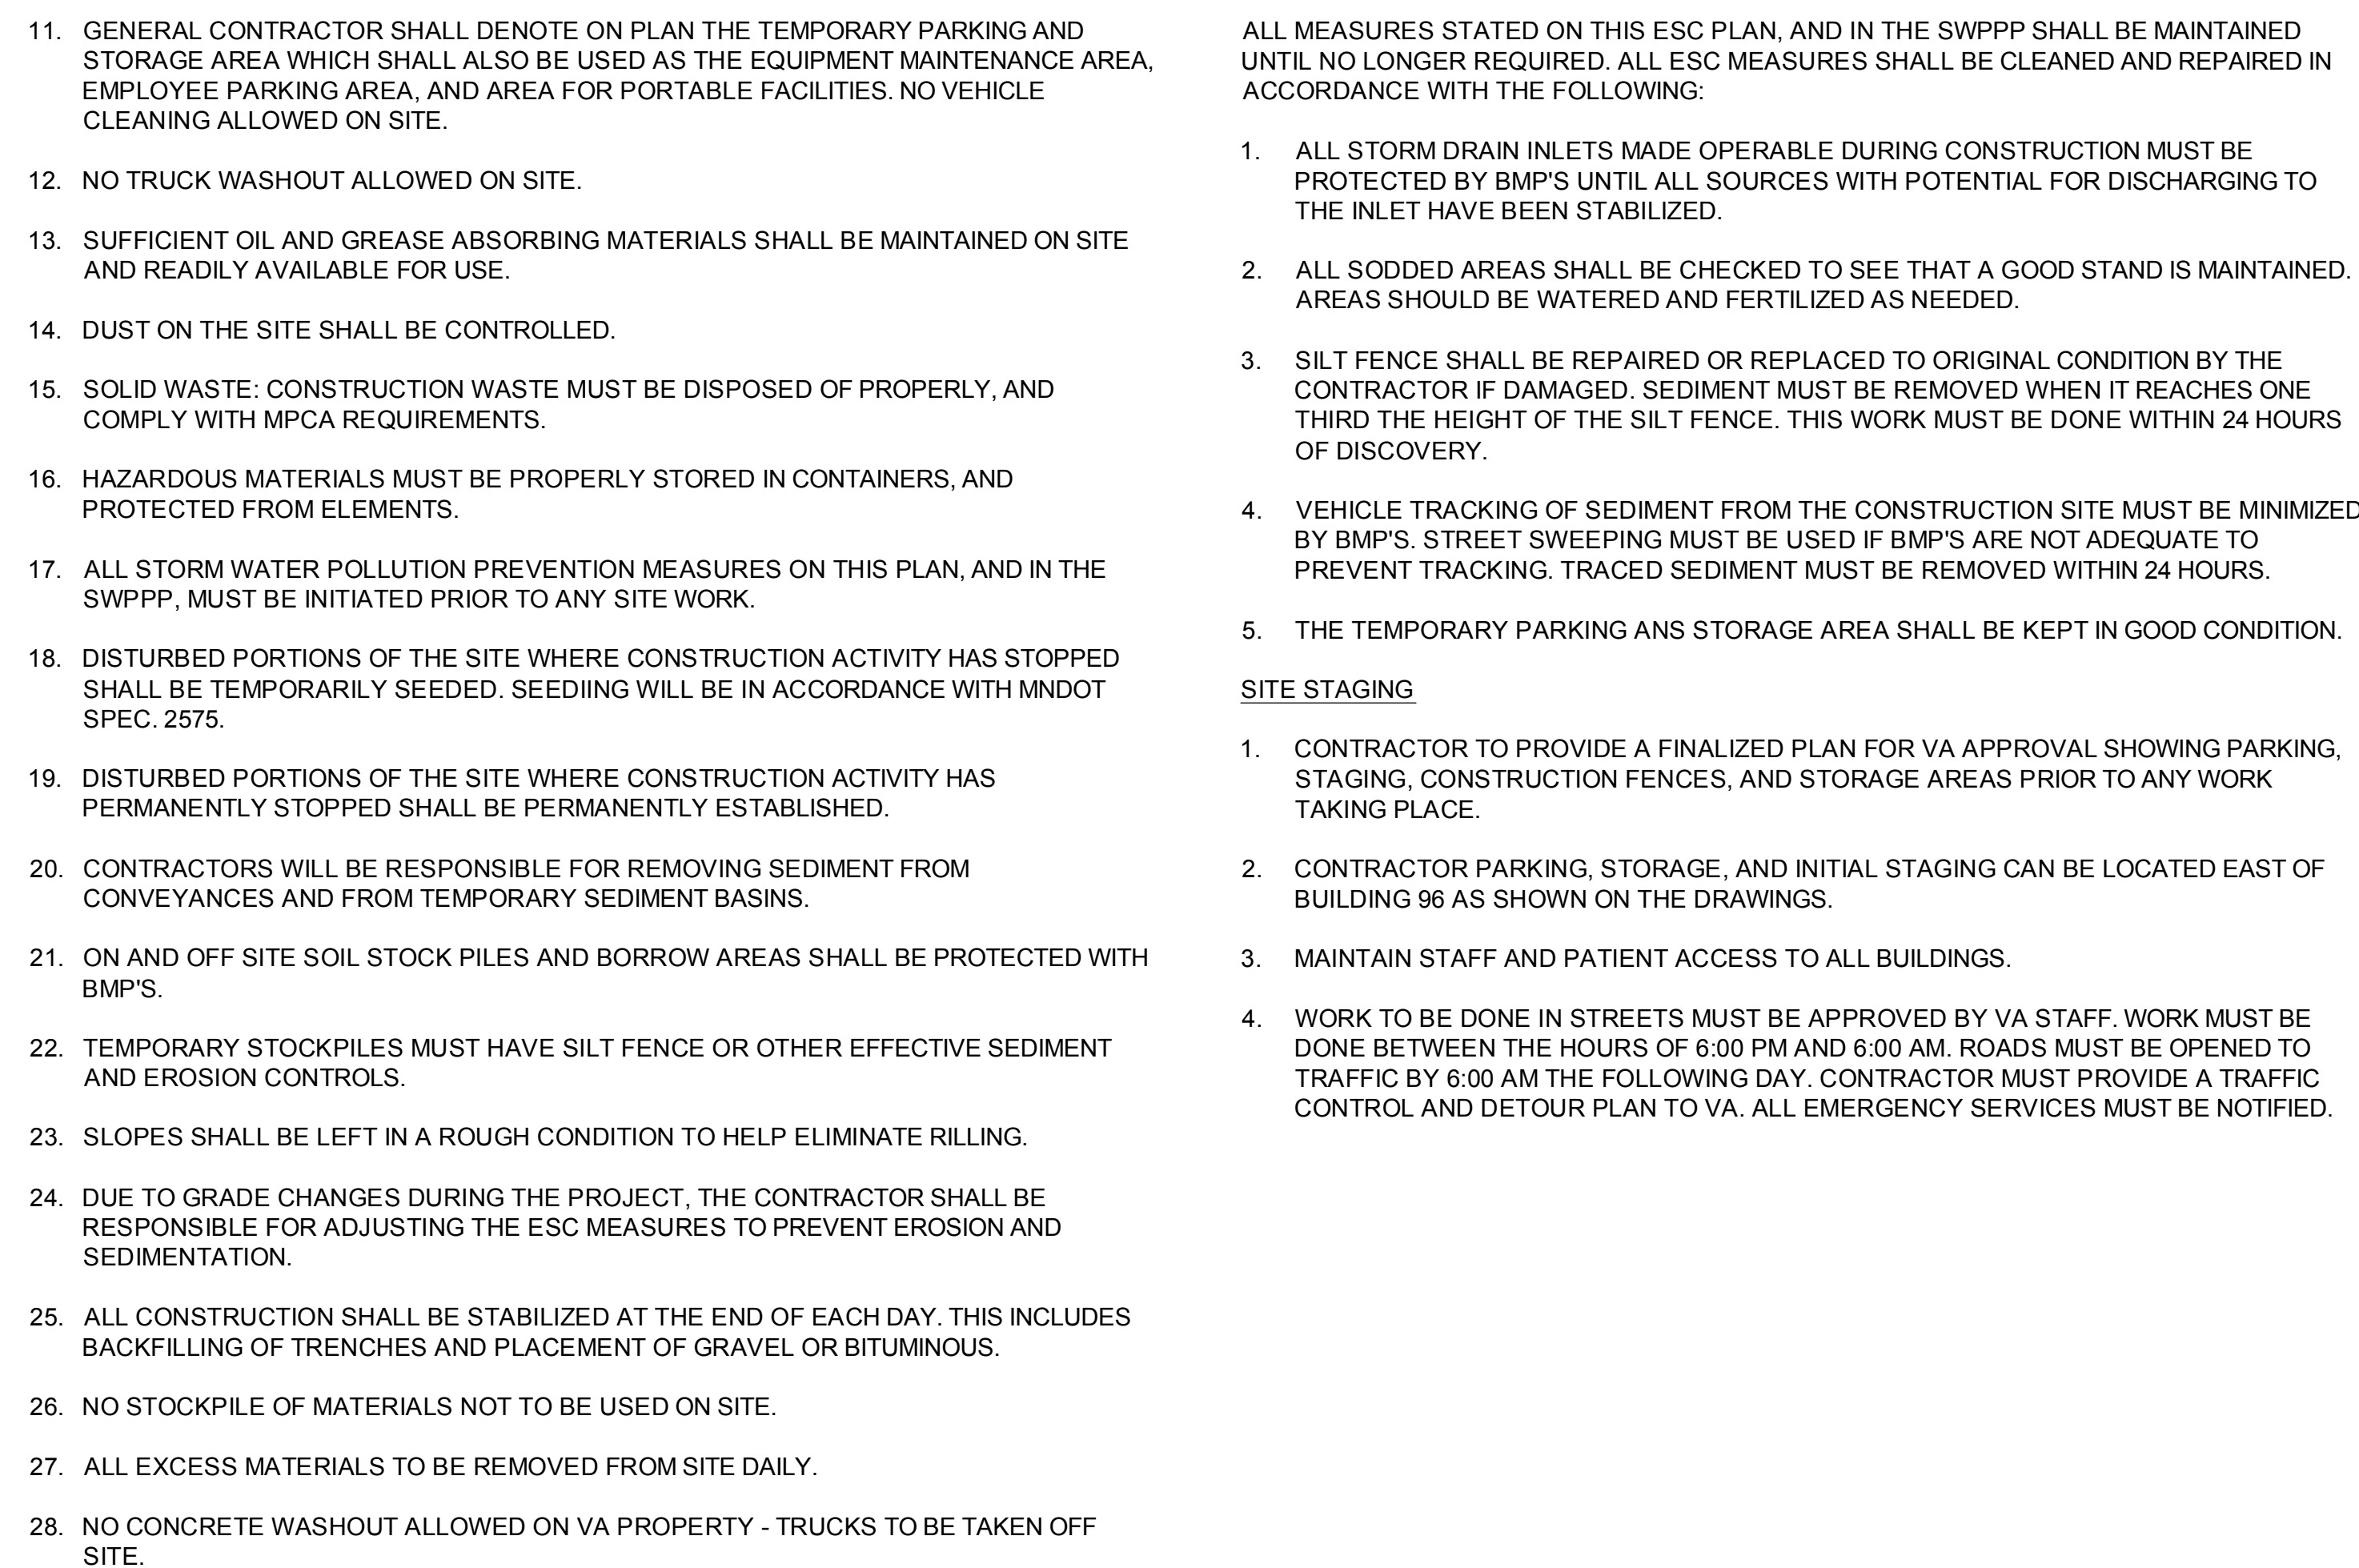 11. GENERAL CONTRACTOR SHALL DENOTE ON PLAN THE TEMPORARY PARKING AND
STORAGE AREA WHICH SHALL ALSO BE USED AS THE EQUIPMENT MAINTENANCE AREA,
EMPLOYEE PARKING AREA, AND AREA FOR PORTABLE FACILITIES. NO VEHICLE
CLEANING ALLOWED ON SITE.
12. NO TRUCK WASHOUT ALLOWED ON SITE.
13. SUFFICIENT OIL AND GREASE ABSORBING MATERIALS SHALL BE MAINTAINED ON SITE
AND READILY AVAILABLE FOR USE.
14. DUST ON THE SITE SHALL BE CONTROLLED.
15. SOLID WASTE: CONSTRUCTION WASTE MUST BE DISPOSED OF PROPERLY, AND
COMPLY WITH MPCA REQUIREMENTS.
16. HAZARDOUS MATERIALS MUST BE PROPERLY STORED IN CONTAINERS, AND
PROTECTED FROM ELEMENTS.
17. ALL STORM WATER POLLUTION PREVENTION MEASURES ON THIS PLAN, AND IN THE
SWPPP, MUST BE INITIATED PRIOR TO ANY SITE WORK.
18. DISTURBED PORTIONS OF THE SITE WHERE CONSTRUCTION ACTIVITY HAS STOPPED
SHALL BE TEMPORARILY SEEDED. SEEDIING WILL BE IN ACCORDANCE WITH MNDOT
SPEC. 2575.
19. DISTURBED PORTIONS OF THE SITE WHERE CONSTRUCTION ACTIVITY HAS
PERMANENTLY STOPPED SHALL BE PERMANENTLY ESTABLISHED.
20. CONTRACTORS WILL BE RESPONSIBLE FOR REMOVING SEDIMENT FROM
CONVEYANCES AND FROM TEMPORARY SEDIMENT BASINS.
21. ON AND OFF SITE SOIL STOCK PILES AND BORROW AREAS SHALL BE PROTECTED WITH
BMP'S.
22. TEMPORARY STOCKPILES MUST HAVE SILT FENCE OR OTHER EFFECTIVE SEDIMENT
AND EROSION CONTROLS.
23. SLOPES SHALL BE LEFT IN A ROUGH CONDITION TO HELP ELIMINATE RILLING.
24. DUE TO GRADE CHANGES DURING THE PROJECT, THE CONTRACTOR SHALL BE
RESPONSIBLE FOR ADJUSTING THE ESC MEASURES TO PREVENT EROSION AND
SEDIMENTATION.
25. ALL CONSTRUCTION SHALL BE STABILIZED AT THE END OF EACH DAY. THIS INCLUDES
BACKFILLING OF TRENCHES AND PLACEMENT OF GRAVEL OR BITUMINOUS.
26. NO STOCKPILE OF MATERIALS NOT TO BE USED ON SITE.
27. ALL EXCESS MATERIALS TO BE REMOVED FROM SITE DAILY.
28. NO CONCRETE WASHOUT ALLOWED ON VA PROPERTY - TRUCKS TO BE TAKEN OFF
SITE.
ALL MEASURES STATED ON THIS ESC PLAN, AND IN THE SWPPP SHALL BE MAINTAINED
UNTIL NO LONGER REQUIRED. ALL ESC MEASURES SHALL BE CLEANED AND REPAIRED IN
ACCORDANCE WITH THE FOLLOWING:
1. ALL STORM DRAIN INLETS MADE OPERABLE DURING CONSTRUCTION MUST BE
PROTECTED BY BMP'S UNTIL ALL SOURCES WITH POTENTIAL FOR DISCHARGING TO
THE INLET HAVE BEEN STABILIZED.
2. ALL SODDED AREAS SHALL BE CHECKED TO SEE THAT A GOOD STAND IS MAINTAINED.
AREAS SHOULD BE WATERED AND FERTILIZED AS NEEDED.
3. SILT FENCE SHALL BE REPAIRED OR REPLACED TO ORIGINAL CONDITION BY THE
CONTRACTOR IF DAMAGED. SEDIMENT MUST BE REMOVED WHEN IT REACHES ONE
THIRD THE HEIGHT OF THE SILT FENCE. THIS WORK MUST BE DONE WITHIN 24 HOURS
OF DISCOVERY.
4. VEHICLE TRACKING OF SEDIMENT FROM THE CONSTRUCTION SITE MUST BE MINIMIZED
BY BMP'S. STREET SWEEPING MUST BE USED IF BMP'S ARE NOT ADEQUATE TO
PREVENT TRACKING. TRACED SEDIMENT MUST BE REMOVED WITHIN 24 HOURS.
5. THE TEMPORARY PARKING ANS STORAGE AREA SHALL BE KEPT IN GOOD CONDITION.
SITE STAGING
1. CONTRACTOR TO PROVIDE A FINALIZED PLAN FOR VA APPROVAL SHOWING PARKING,
STAGING, CONSTRUCTION FENCES, AND STORAGE AREAS PRIOR TO ANY WORK
TAKING PLACE.
2. CONTRACTOR PARKING, STORAGE, AND INITIAL STAGING CAN BE LOCATED EAST OF
BUILDING 96 AS SHOWN ON THE DRAWINGS.
3. MAINTAIN STAFF AND PATIENT ACCESS TO ALL BUILDINGS.
4. WORK TO BE DONE IN STREETS MUST BE APPROVED BY VA STAFF. WORK MUST BE
DONE BETWEEN THE HOURS OF 6:00 PM AND 6:00 AM. ROADS MUST BE OPENED TO
TRAFFIC BY 6:00 AM THE FOLLOWING DAY. CONTRACTOR MUST PROVIDE A TRAFFIC
CONTROL AND DETOUR PLAN TO VA. ALL EMERGENCY SERVICES MUST BE NOTIFIED.